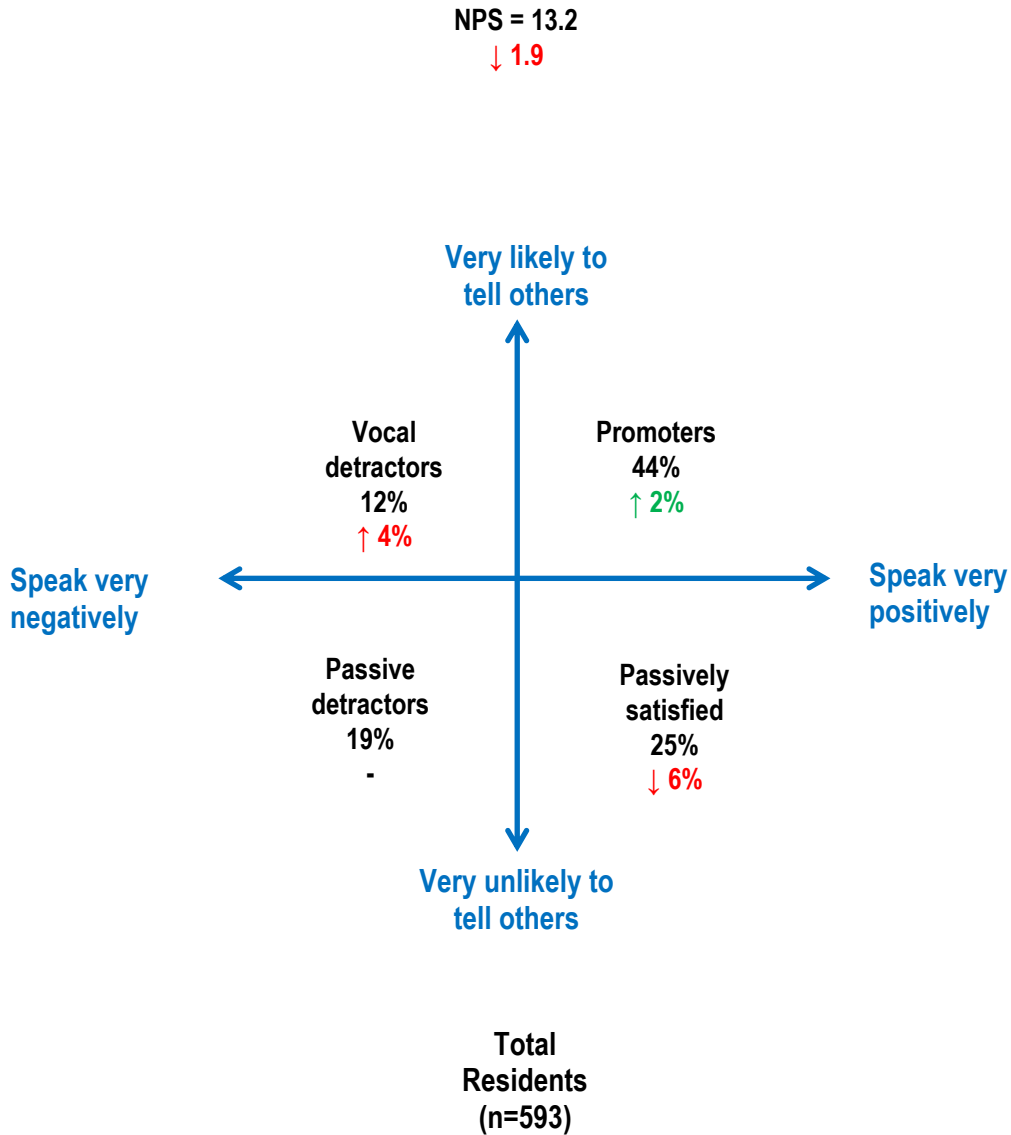 NPS = 13.2
↓ 1.9
Very likely to
tell others
Vocal
detractors
12%
↑ 4%
Promoters
44%
↑ 2%
Speak very
negatively
Speak very
positively
Passive
detractors
19%
-
Passively
satisfied
25%
↓ 6%
Very unlikely to
tell others
Total
Residents
(n=593)